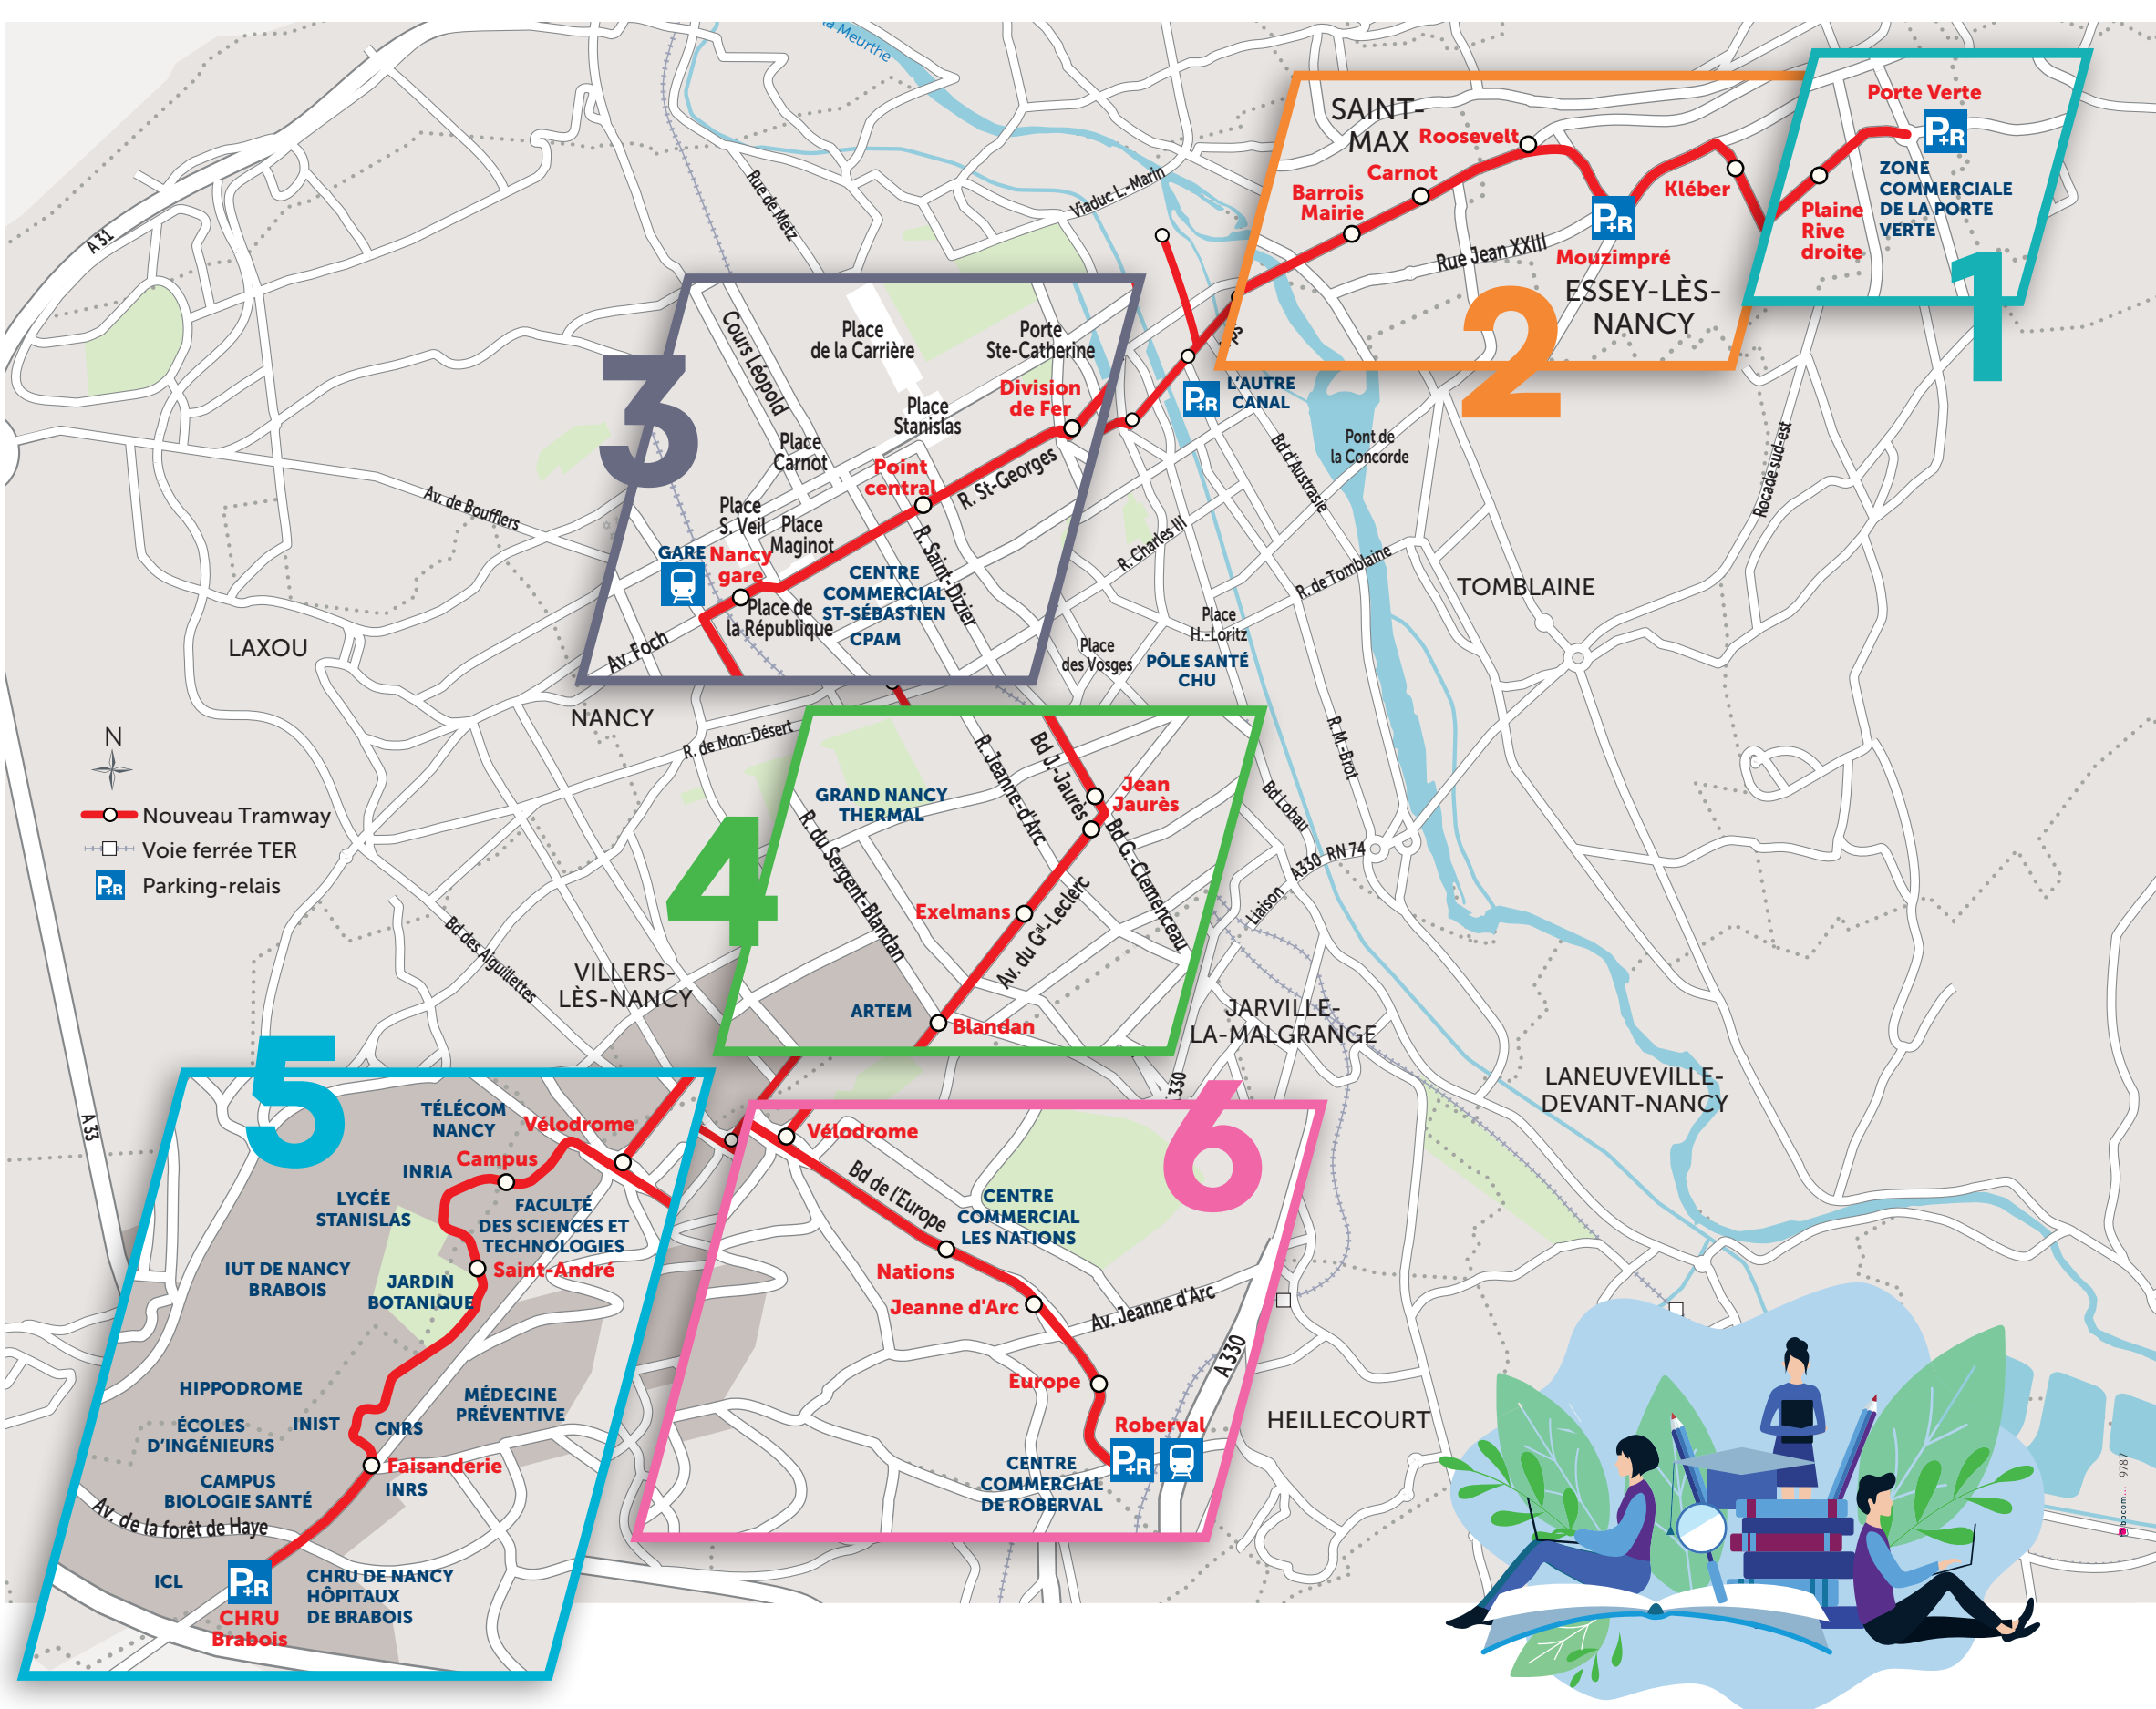 la Meurthe
A 31
Rue de Metz
Viaduc L.-Marin
SAINT-
MAX
Roosevelt
Carnot
Barrois
Mairie
Rue Jean XXIII
P+R
Mouzimpré
Kléber
ESSEY-LÈS-
NANCY
2
Porte Verte
P+R
ZONE
COMMERCIALE
DE LA PORTE
VERTE
Plaine
Rive
droite
1
3
Cours Léopold
Place
de la Carrière
Porte
Ste-Catherine
Division
de Fer
Place
Stanislas
Place
Carnot
Point
central
R. St-Georges
Place
S. Veil
Place
Maginot
GARE
Nancy
gare
R. Saint-Dizier
CENTRE
COMMERCIAL
ST-SÉBASTIEN
CPAM
Place de
la République
Av. Foch
P+R
L'AUTRE
CANAL
Bd d'Austrasie
Pont de
la Concorde
Rocade sud-est
Av. de Boufflers
R. Charles III
R. de Tomblaine
TOMBLAINE
Place
H.-Loritz
Place
des Vosges
PÔLE SANTÉ
CHU
LAXOU
NANCY
R. de Mon-Désert
R. M.-Brot
N
Nouveau Tramway
Voie ferrée TER
P+R
Parking-relais
4
GRAND NANCY
THERMAL
R. Jeanne-d'Arc
Bd J.-Jaurès
Jean
Jaurès
R. du Sergent-Blandan
Bd G.-Clemenceau
Exelmans
Av. du Gal-Leclerc
ARTEM
Blandan
Bd Lobau
Liaison
A330
RN 74
Bd des Aiguillettes
VILLERS-
LÈS-NANCY
JARVILLE-
LA-MALGRANGE
330
LANEUVEVILLE-
DEVANT-NANCY
A 33
5
TÉLÉCOM
NANCY
Vélodrome
INRIA
Campus
LYCÉE
STANISLAS
FACULTÉ
DES SCIENCES ET
TECHNOLOGIES
IUT DE NANCY
BRABOIS
JARDIN
BOTANIQUE
Saint-André
HIPPODROME
MÉDECINE
PRÉVENTIVE
ÉCOLES
D'INGÉNIEURS
INIST
CNRS
Faisanderie
INRS
CAMPUS
BIOLOGIE SANTÉ
Av. de la forêt de Haye
ICL
P+R
CHRU
Brabois
CHRU DE NANCY
HÔPITAUX
DE BRABOIS
6
Vélodrome
Bd de l'Europe
CENTRE
COMMERCIAL
LES NATIONS
Nations
Jeanne d'Arc
Av. Jeanne d'Arc
A 330
Europe
Roberval
P+R
CENTRE
COMMERCIAL
DE ROBERVAL
HEILLECOURT
9787